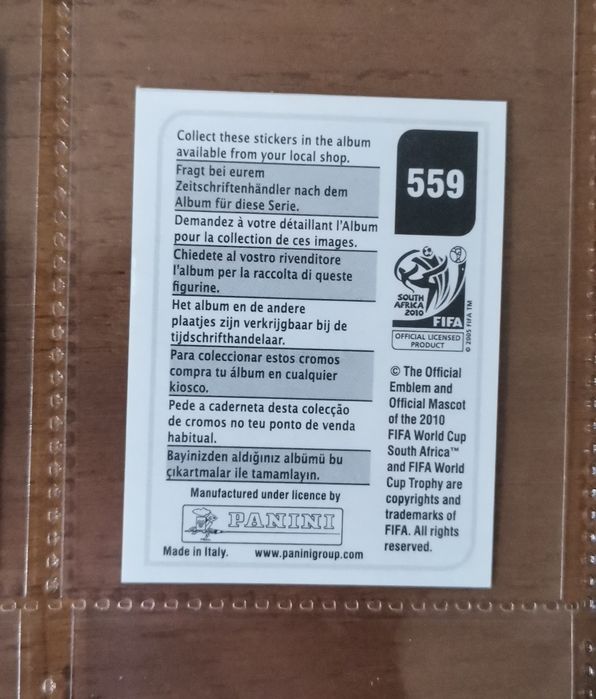 Collect these stickers in the album
available from your local shop.
Fragt bei eurem
Zeitschriftenhändler nach dem
Album für diese Serie.
Demandez à votre détaillant l'Album
pour la collection de ces images.
Chiedete al vostro rivenditore
l'album per la raccolta di queste
figurine.
Het album en de andere
plaatjes zijn verkrijgbaar bij de
tijdschrifthandelaar.
Para coleccionar estos cromos
compra tu álbum en cualquier
kiosco.
Pede a caderneta desta colecção
de cromos no teu ponto de venda
habitual.
Bayinizden aldığınız albümü bu
çıkartmalar ile tamamlayın.
Manufactured under licence by
PANINI
Made in Italy. www.paninigroup.com
559
SOUTH
AFRICA
2010
FIFA
OFFICIAL LICENSED
PRODUCT
© 2005 FIFA TM
© The Official
Emblem and
Official Mascot
of the 2010
FIFA World Cup
South Africa™
and FIFA World
Cup Trophy are
copyrights and
trademarks of
FIFA. All rights
reserved.